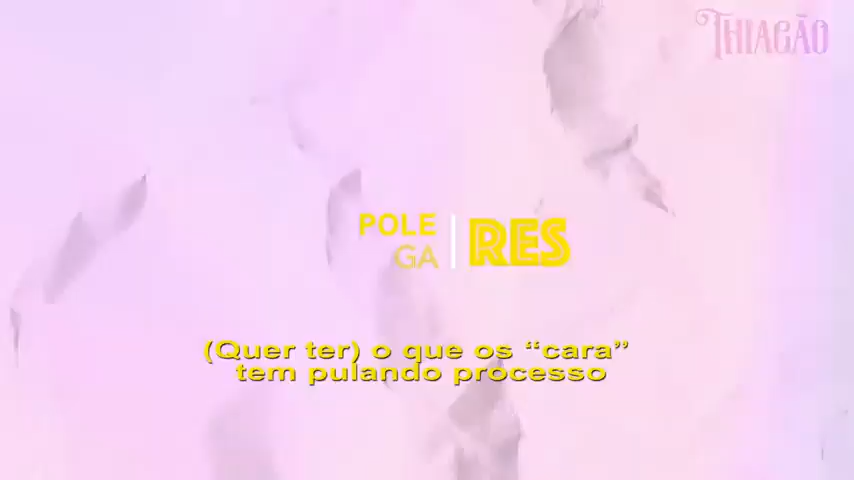 THIAGÃO
POLE
GA
RES
(Quer ter) o que os “cara”
tem pulando processo